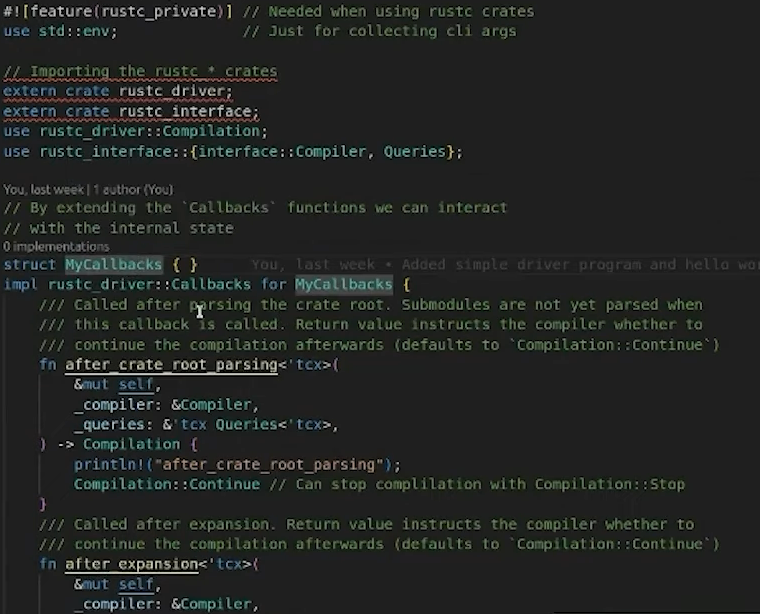 #![feature(rustc_private)] // Needed when using rustc crates
use std::env;              // Just for collecting cli args
// Importing the rustc_* crates
extern crate rustc_driver;
extern crate rustc_interface;
use rustc_driver::Compilation;
use rustc_interface::{interface::Compiler, Queries};
You, last week | 1 author (You)
// By extending the `Callbacks` functions we can interact
// with the internal state
0 implementations
struct MyCallbacks { }      You, last week • Added simple driver program and hello
impl rustc_driver::Callbacks for MyCallbacks {
    /// Called after parsing the crate root. Submodules are not yet parsed when
    /// this callback is called. Return value instructs the compiler whether to
    /// continue the compilation afterwards (defaults to `Compilation::Continue`)
    fn after_crate_root_parsing<'tcx>(
        &mut self,
        _compiler: &Compiler,
        _queries: &'tcx Queries<'tcx>,
    ) -> Compilation {
        println!("after_crate_root_parsing");
        Compilation::Continue // Can stop complilation with Compilation::Stop
    }
    /// Called after expansion. Return value instructs the compiler whether to
    /// continue the compilation afterwards (defaults to `Compilation::Continue`)
    fn after_expansion<'tcx>(
        &mut self,
        _compiler: &Compiler,